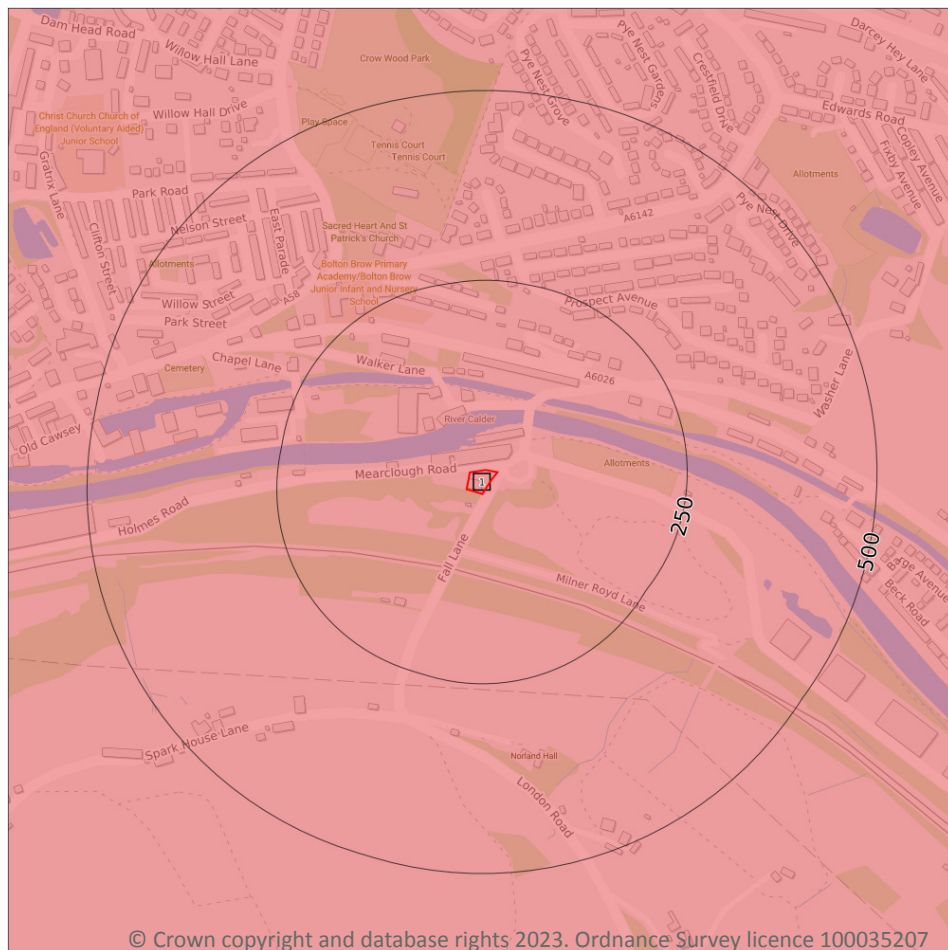 Dam Head Road
Willow Hall Lane
Crow Wood Park
Pye Nest Grove
Pye Nest Gardens
Crestfield Drive
Darcey Hey Lane
Edwards Road
Copley Avenue
Fixby Avenue
Christ Church Church of
England (Voluntary Aided)
Junior School
Willow Hall Drive
Play Space
Tennis Court
Tennis Court
Gratrix Lane
Park Road
Allotments
Clifton Street
Nelson Street
East Parade
Sacred Heart And St
Patrick's Church
A6142
Pye Nest Drive
Allotments
Bolton Brow Primary
Academy/Bolton Brow
Junior Infant and Nursery
School
Willow Street
A58
Park Street
Prospect Avenue
Chapel Lane
Walker Lane
Cemetery
A6026
Washer Lane
Old Cawsey
River Calder
Mearclough Road
Allotments
1
Holmes Road
250
500
Fall Lane
Milner Royd Lane
rge Avenue
Beck Road
Spark House Lane
Norland Hall
London Road
© Crown copyright and database rights 2023. Ordnance Survey licence 100035207